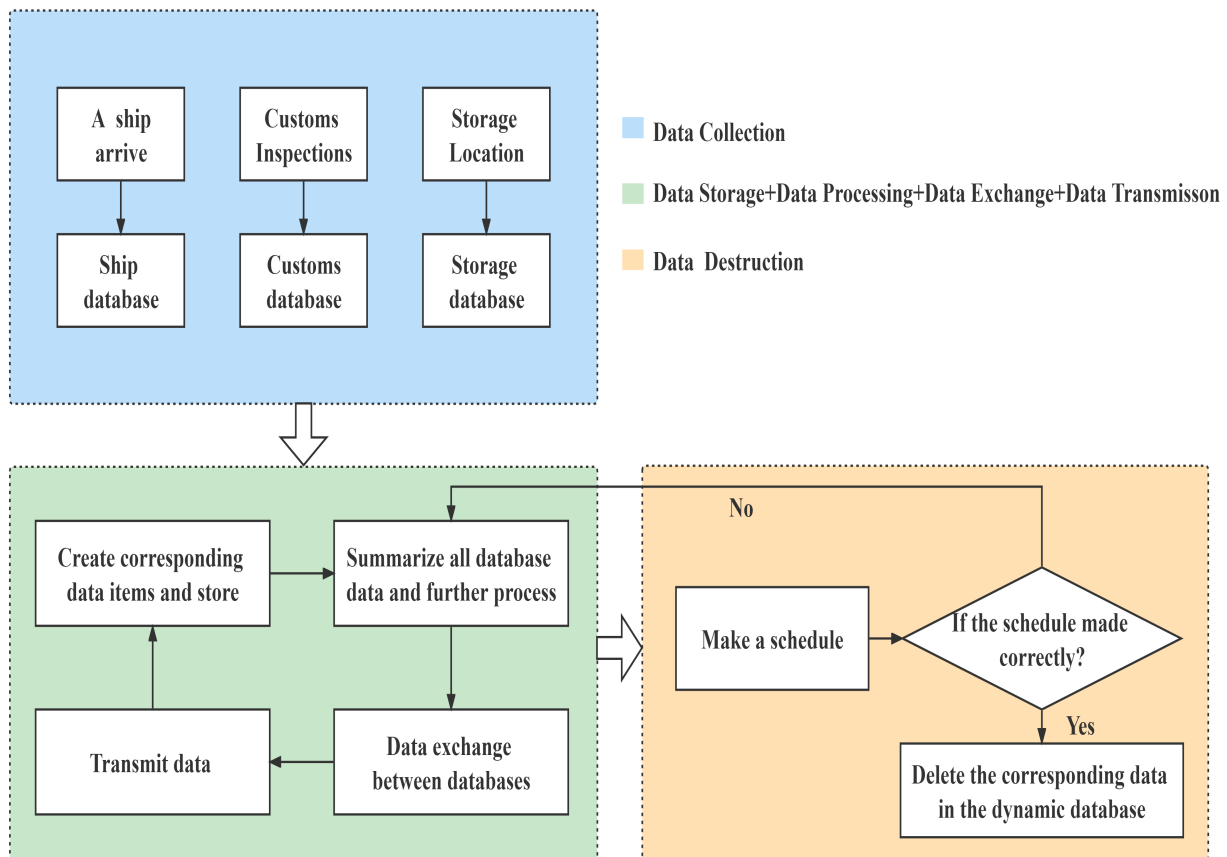 A ship
arrive
Customs
Inspections
Storage
Location
Ship
database
Customs
database
Storage
database
Data Collection
Data Storage+Data Processing+Data Exchange+Data Transmisson
Data Destruction
Create corresponding
data items and store
Summarize all database
data and further process
Transmit data
Data exchange
between databases
No
Make a schedule
If the schedule made
correctly?
Yes
Delete the corresponding data
in the dynamic database